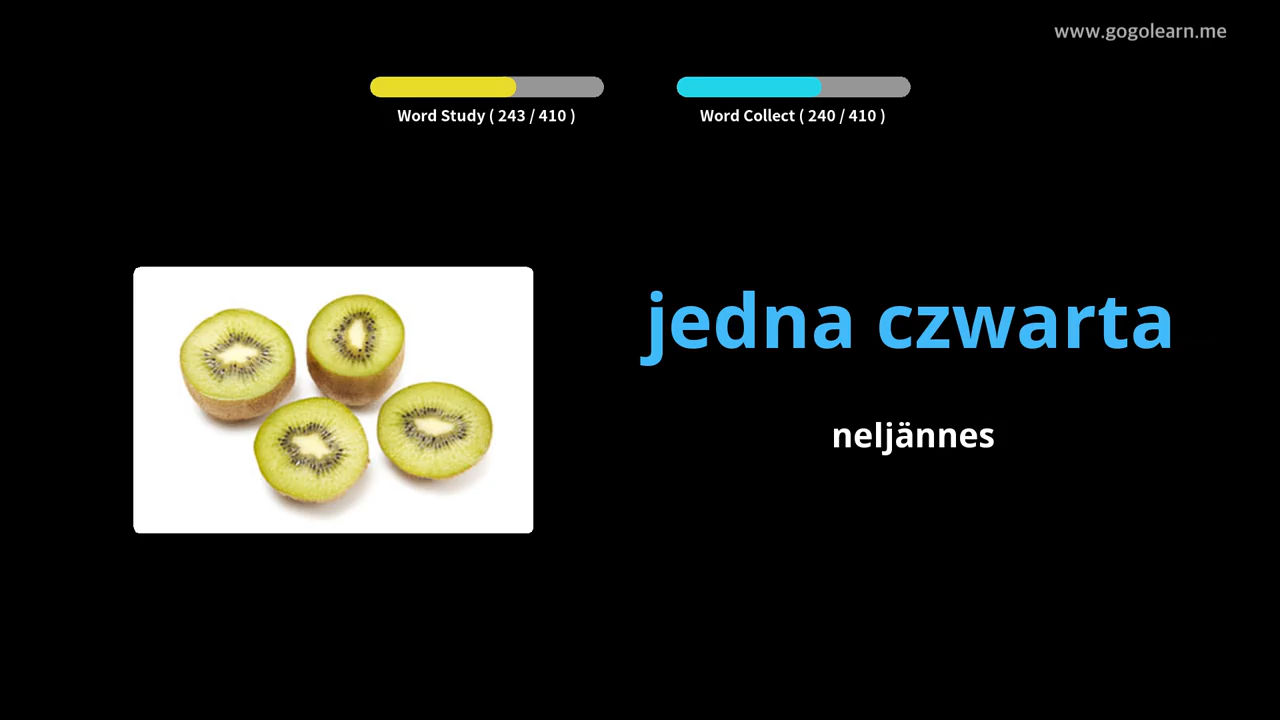 www.gogolearn.me
Word Study ( 243 / 410 )
Word Collect ( 240 / 410 )
jedna czwarta
neljännes